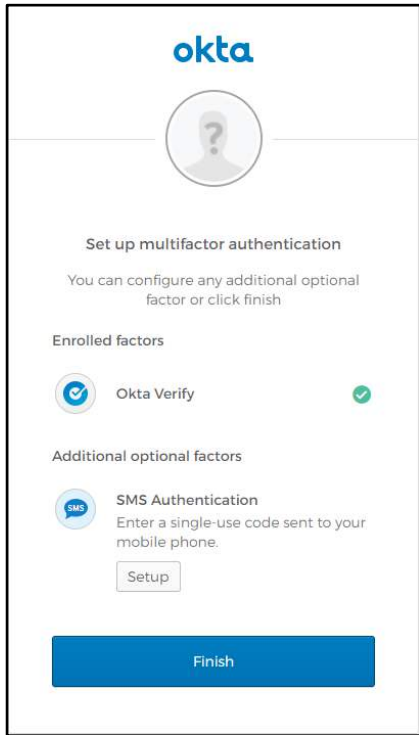 okta
?
Set up multifactor authentication
You can configure any additional optional
factor or click finish
Enrolled factors
Okta Verify
Additional optional factors
SMS
SMS Authentication
Enter a single-use code sent to your
mobile phone.
Setup
Finish